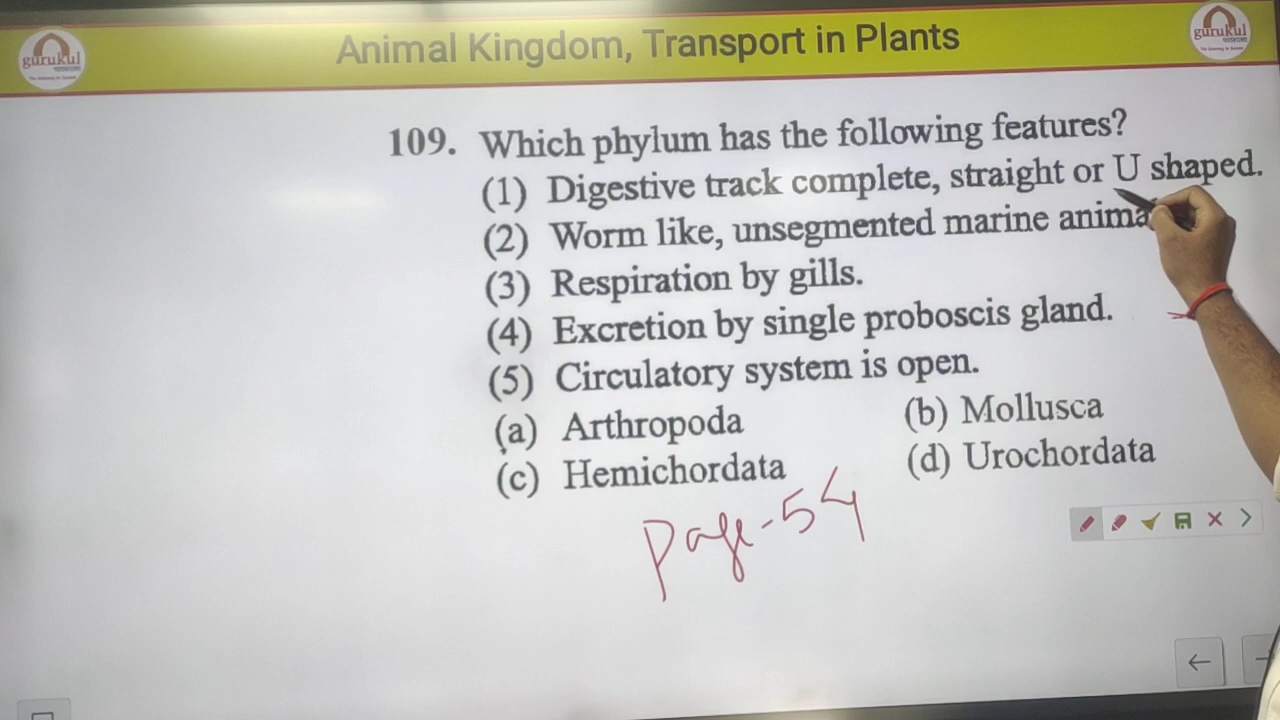 gurukul
Animal Kingdom, Transport in Plants
gurukul
109. Which phylum has the following features?
(1) Digestive track complete, straight or U shaped.
(2) Worm like, unsegmented marine anima
(3) Respiration by gills.
(4) Excretion by single proboscis gland.
(5) Circulatory system is open.
(a) Arthropoda (b) Mollusca
(c) Hemichordata (d) Urochordata
Page-54